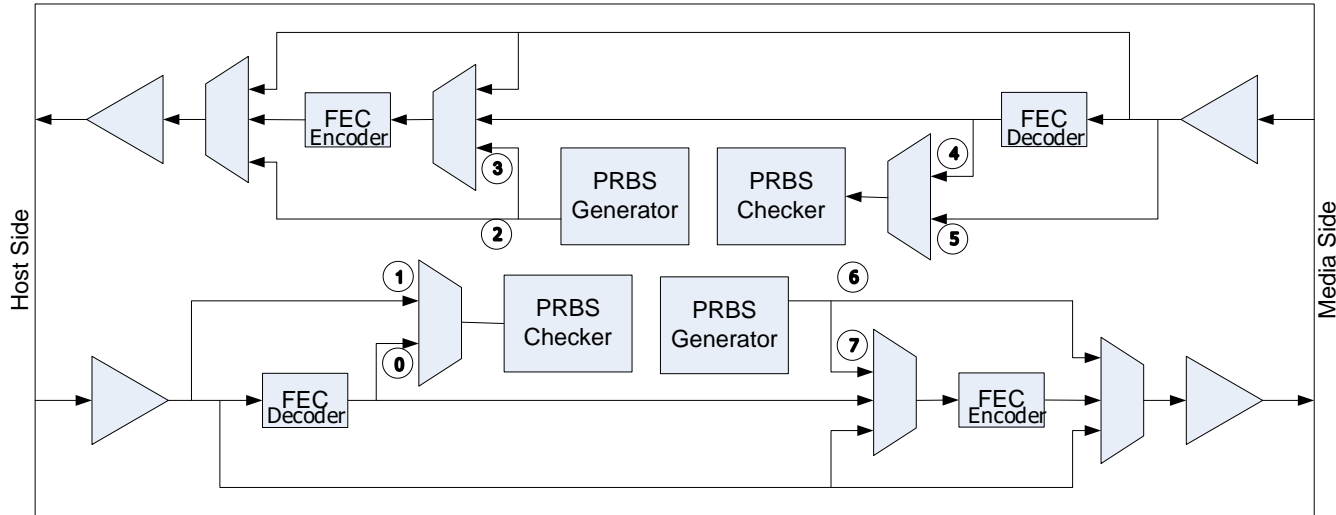 Host Side
Media Side
FEC
Encoder
FEC
Decoder
3
PRBS
Generator
PRBS
Checker
4
2
5
1
PRBS
Checker
PRBS
Generator
6
0
7
FEC
Decoder
FEC
Encoder